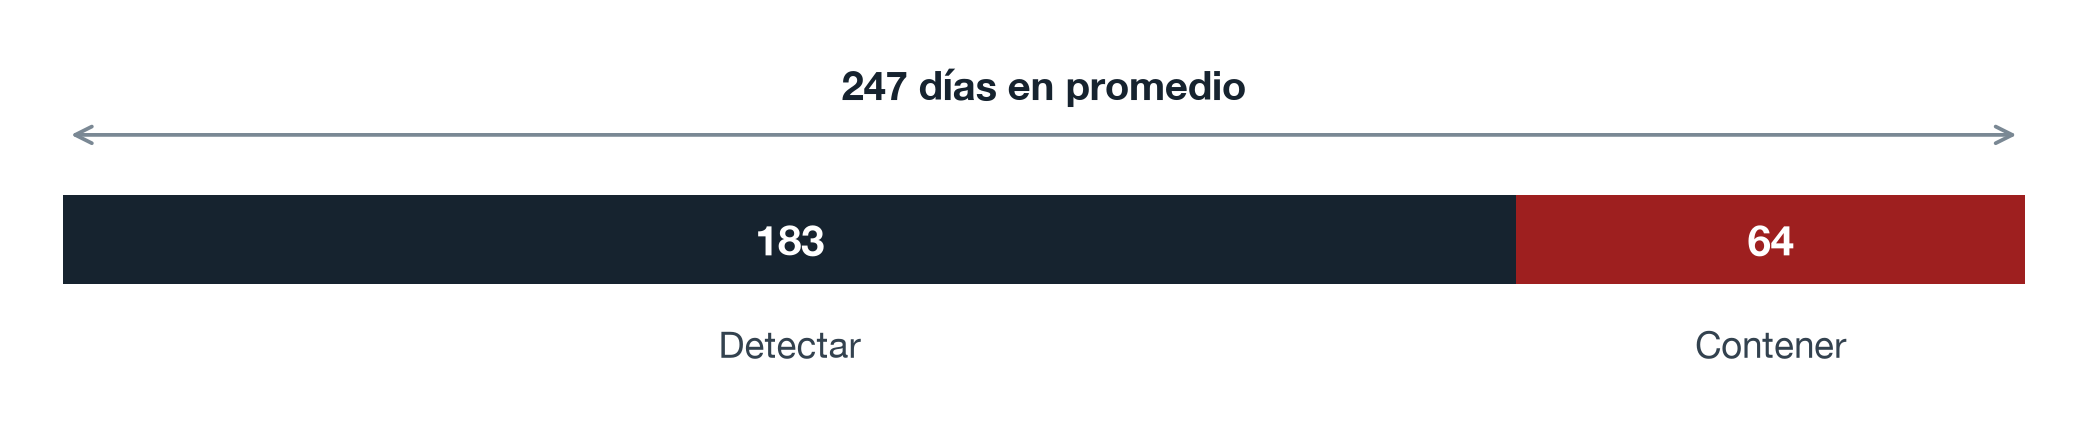 247 días en promedio
183
64
Detectar
Contener